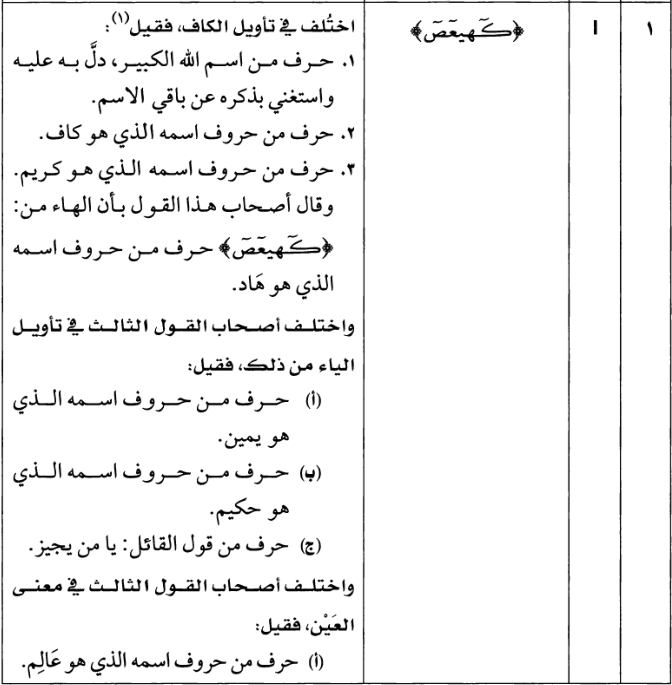 ١
١
﴿كٓهيعٓصٓ﴾
اختُلف في تأويل الكاف، فقيل(١):
١. حرف من اسم الله الكبير، دلَّ به عليه
واستغني بذكره عن باقي الاسم.
٢. حرف من حروف اسمه الذي هو كاف.
٣. حرف من حروف اسمه الذي هو كريم.
وقال أصحاب هذا القول بأن الهاء من:
﴿كٓهيعٓصٓ﴾ حرف من حروف اسمه
الذي هو هَاد.
واختلف أصحاب القول الثالث في تأويل
الياء من ذلك، فقيل:
(أ) حرف من حروف اسمه الذي
هو يمين.
(ب) حرف من حروف اسمه الذي
هو حكيم.
(ج) حرف من قول القائل: يا من يجيز.
واختلف أصحاب القول الثالث في معنى
العَيْن، فقيل:
(أ) حرف من حروف اسمه الذي هو عَالِم.